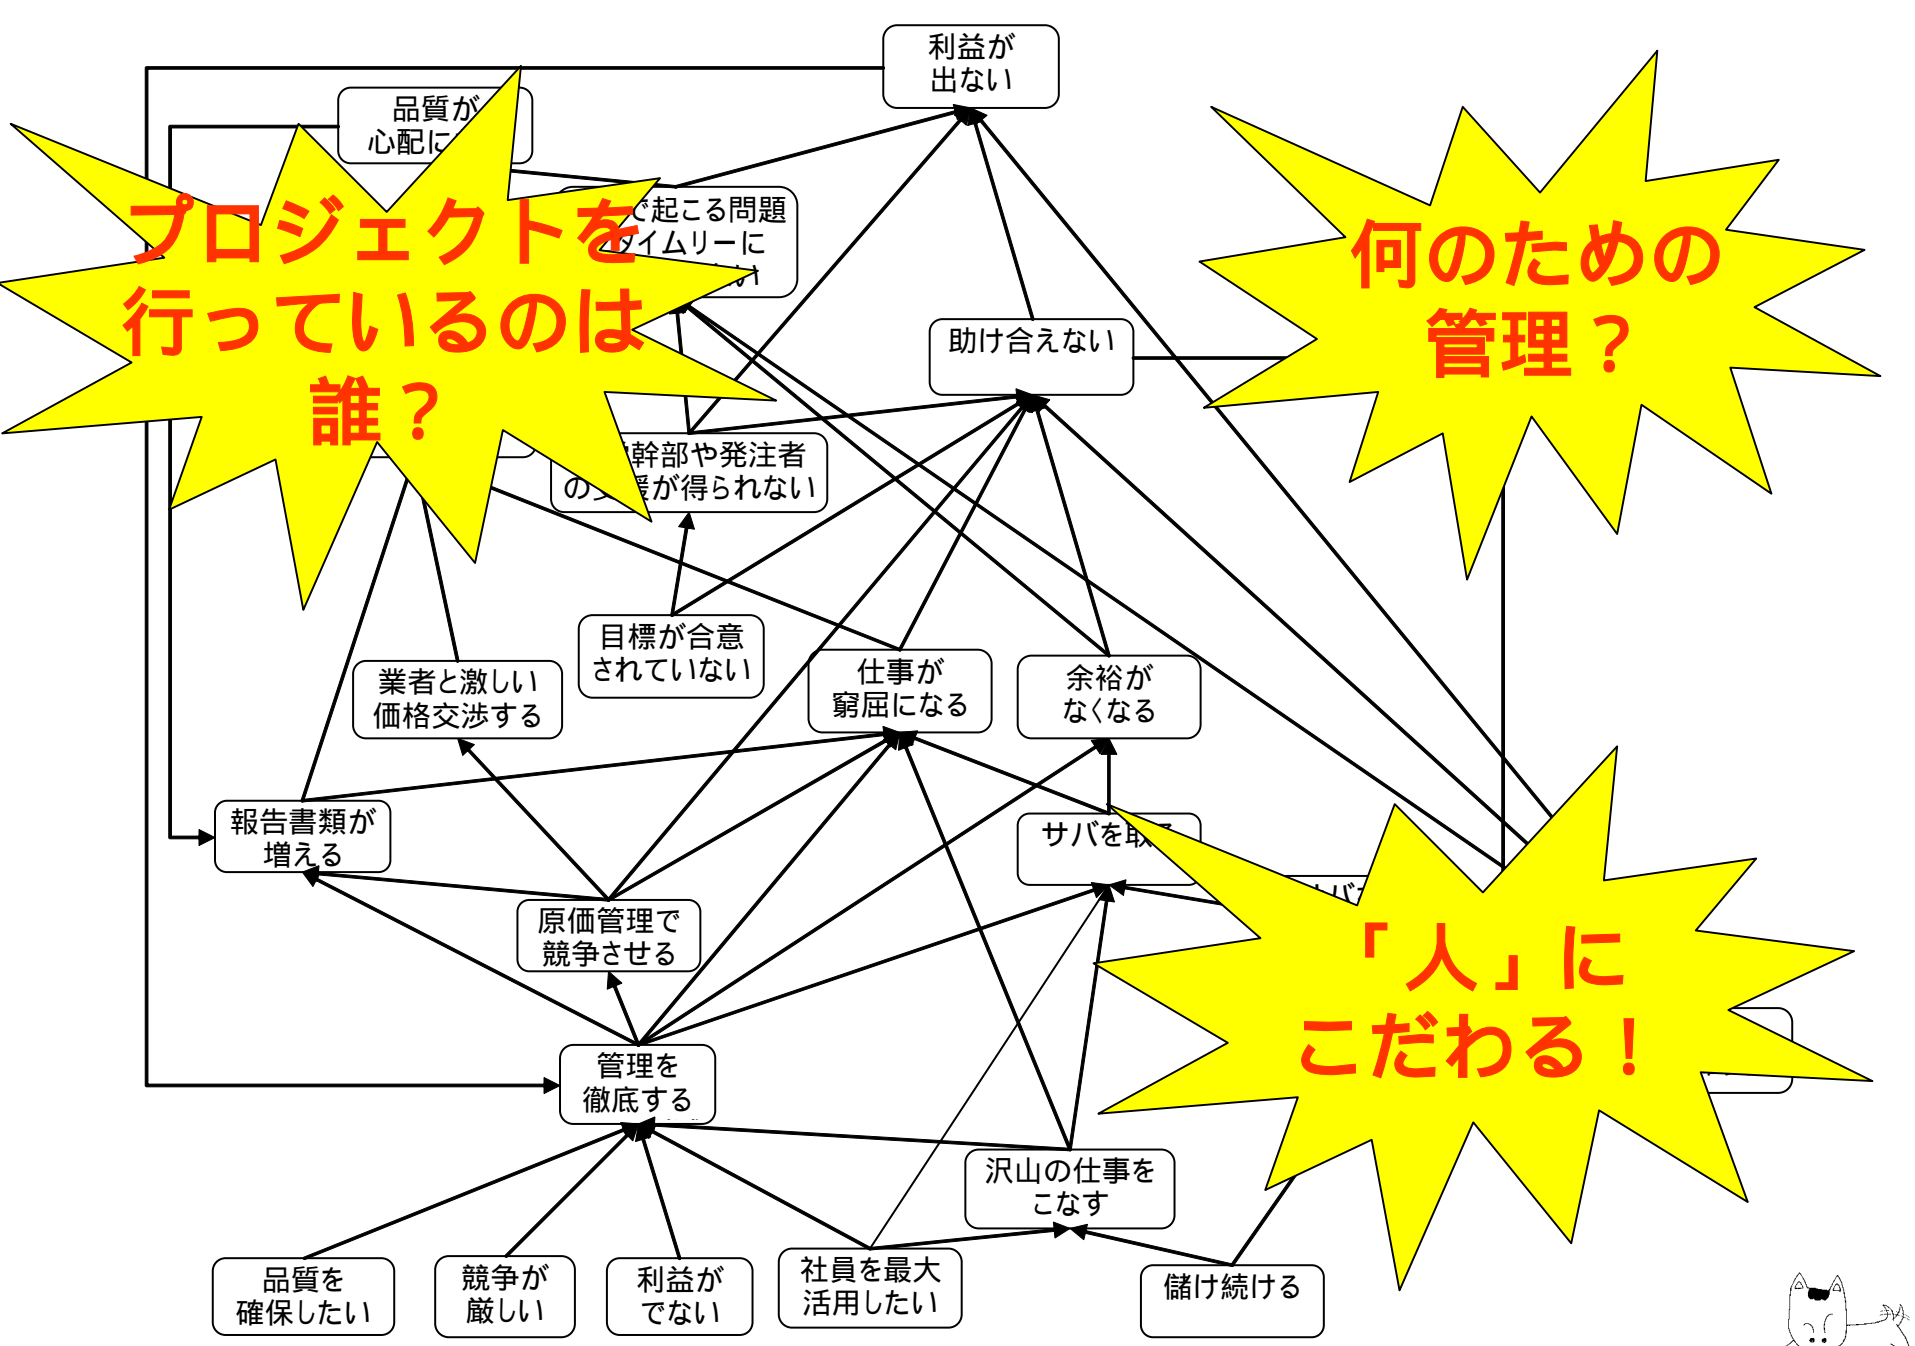 利益が
出ない
品質が
心配に
で起こる問題
タイムリーに
い
プロジェクトを
行っているのは
誰？
何のための
管理？
助け合えない
幹部や発注者
の 援が得られない
目標が合意
されていない
業者と激しい
価格交渉する
仕事が
窮屈になる
余裕が
なくなる
報告書類が
増える
サバを取
原価管理で
競争させる
「人」に
こだわる！
管理を
徹底する
沢山の仕事を
こなす
品質を
確保したい
競争が
厳しい
利益が
でない
社員を最大
活用したい
儲け続ける